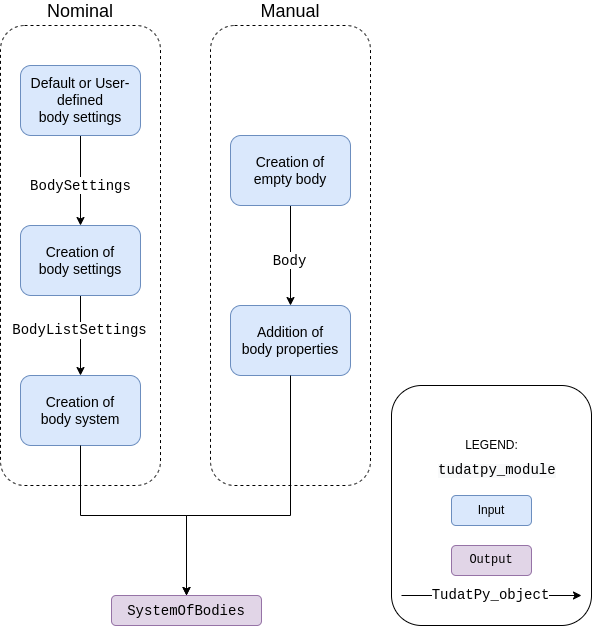 Nominal
Default or User-
defined
body settings
BodySettings
Creation of
body settings
BodyListSettings
Creation of
body system
Manual
Creation of
empty body
Body
Addition of
body properties
SystemOfBodies
LEGEND:
tudatpy_module
Input
Output
TudatPy_object